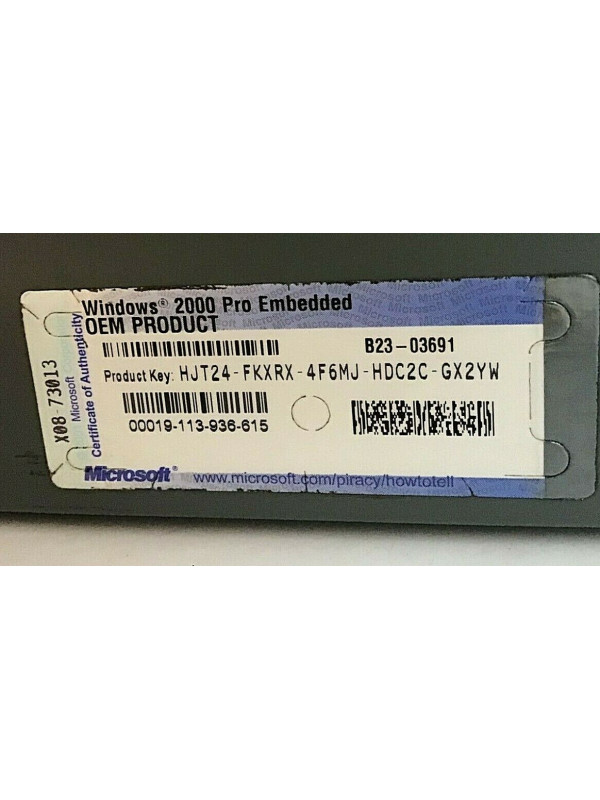 Windows® 2000 Pro Embedded
OEM PRODUCT
B23-03691
Product Key: HJT24-FKXRX-4F6MJ-HDC2C-GX2YW
00019-113-936-615
Microsoft®
www.microsoft.com/piracy/howtotell
X08-73013
Microsoft
Certificate of Authenticity